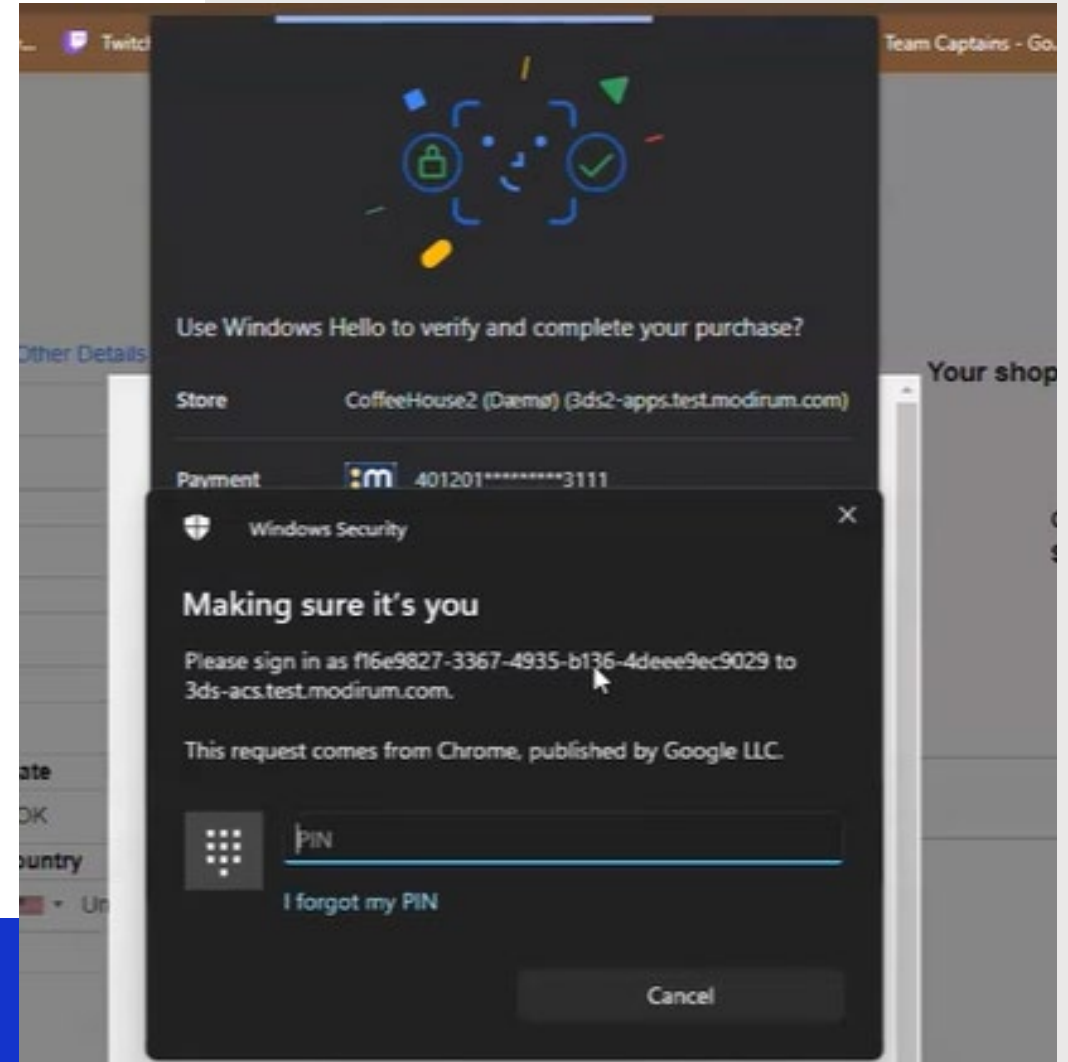 Twitch
Team Captains - Go.
Use Windows Hello to verify and complete your purchase?
Other Details
Your shop
Store CoffeeHouse2 (Dæmø) (3ds2-apps.test.modirum.com)
Payment :m 401201*********3111
Windows Security
Making sure it's you
Please sign in as f16e9827-3367-4935-b136-4deee9ec9029 to
3ds-acs.test.modirum.com.
This request comes from Chrome, published by Google LLC.
ate
OK
PIN
ountry
I forgot my PIN
Un
Cancel